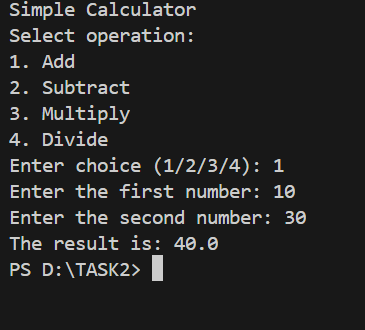 Simple Calculator
Select operation:
1. Add
2. Subtract
3. Multiply
4. Divide
Enter choice (1/2/3/4): 1
Enter the first number: 10
Enter the second number: 30
The result is: 40.0
PS D:\TASK2>